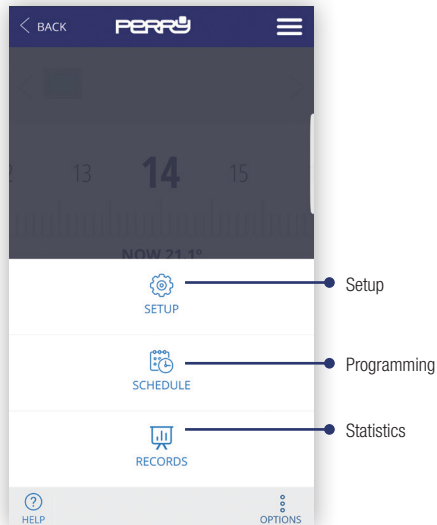 BACK PERRY
13 14 15
NOW 21.1°
SETUP
Setup
SCHEDULE
Programming
RECORDS
Statistics
HELP OPTIONS